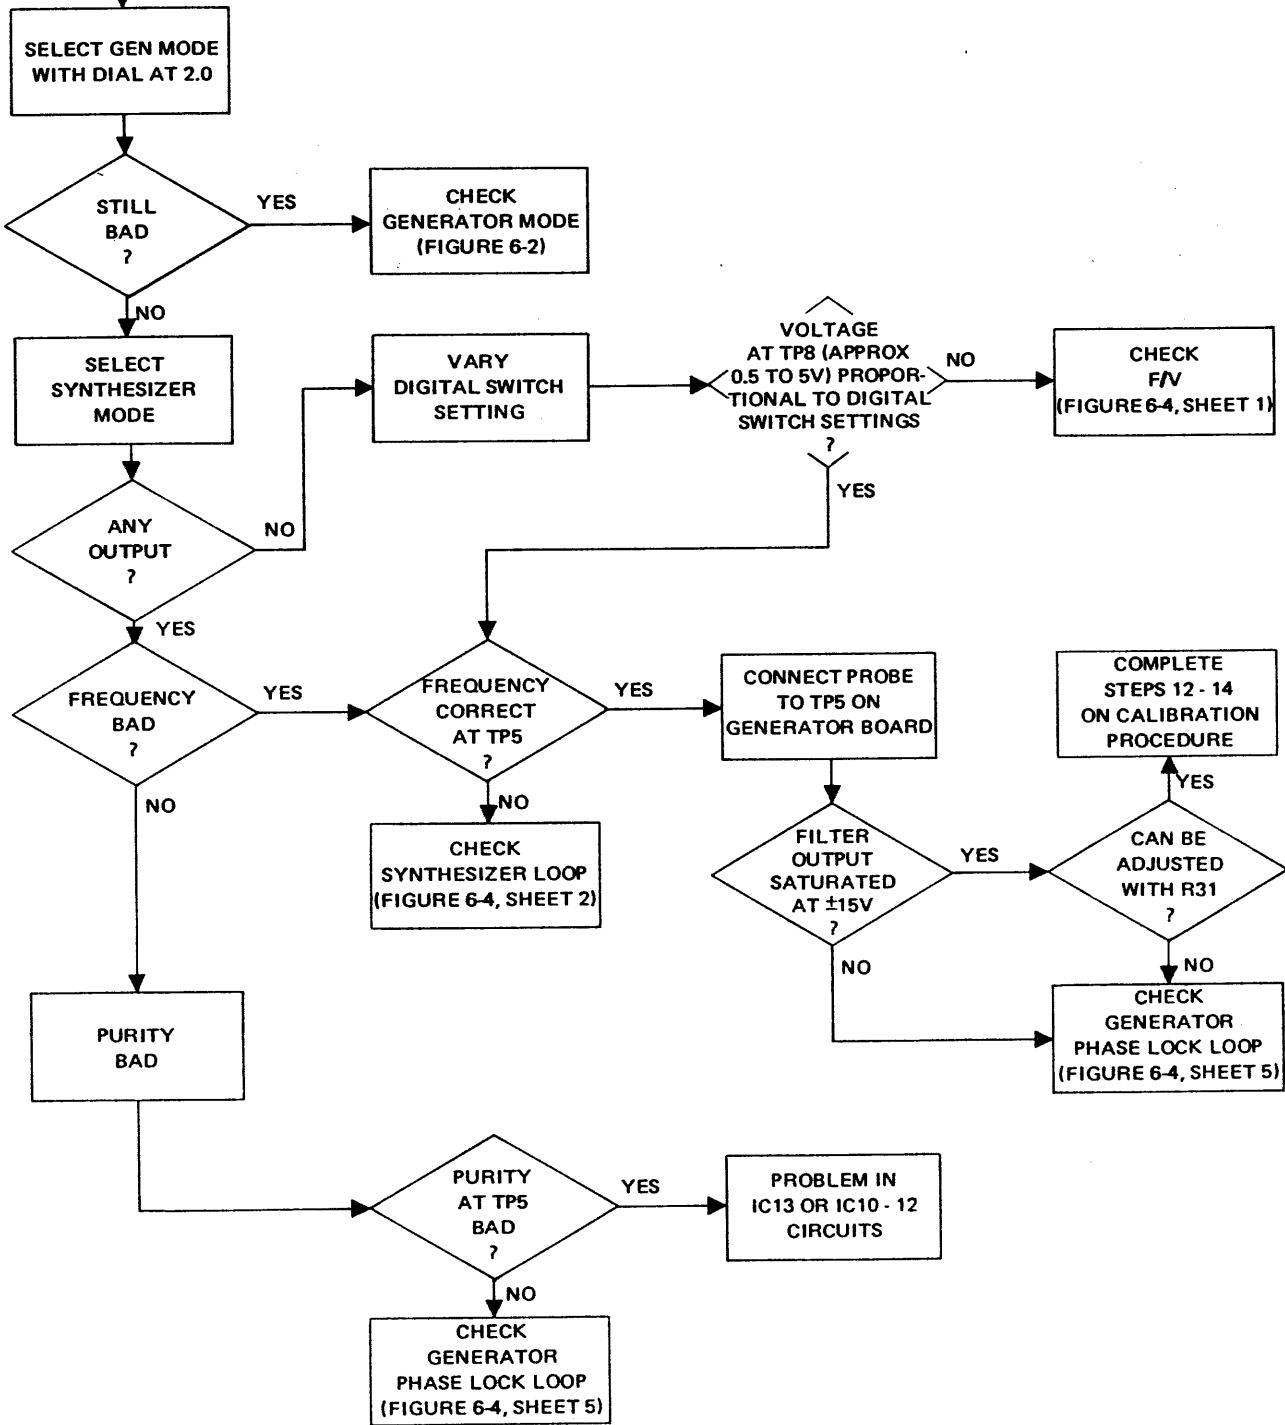 SELECT GEN MODE
WITH DIAL AT 2.0
STILL
BAD
?
YES
CHECK
GENERATOR MODE
(FIGURE 6-2)
NO
SELECT
SYNTHESIZER
MODE
VARY
DIGITAL SWITCH
SETTING
VOLTAGE
AT TP8 (APPROX
0.5 TO 5V) PROPOR-
TIONAL TO DIGITAL
SWITCH SETTINGS
?
NO
CHECK
F/V
(FIGURE 6-4, SHEET 1)
YES
ANY
OUTPUT
?
NO
YES
FREQUENCY
BAD
?
YES
FREQUENCY
CORRECT
AT TP5
?
YES
CONNECT PROBE
TO TP5 ON
GENERATOR BOARD
COMPLETE
STEPS 12 - 14
ON CALIBRATION
PROCEDURE
YES
NO
NO
CHECK
SYNTHESIZER LOOP
(FIGURE 6-4, SHEET 2)
FILTER
OUTPUT
SATURATED
AT ±15V
?
YES
CAN BE
ADJUSTED
WITH R31
?
NO
NO
CHECK
GENERATOR
PHASE LOCK LOOP
(FIGURE 6-4, SHEET 5)
PURITY
BAD
PURITY
AT TP5
BAD
?
YES
PROBLEM IN
IC13 OR IC10 - 12
CIRCUITS
NO
CHECK
GENERATOR
PHASE LOCK LOOP
(FIGURE 6-4, SHEET 5)